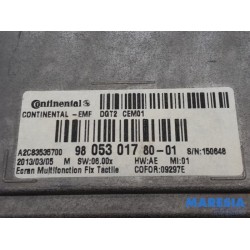 Continental
CONTINENTAL -EMF DGT2 CEM01
A2C83535700 98 053 017 80-01 S/N:150648
2013/03/05 M SW:06.00x HW:AE MI:01
Ecran Multifonction Fix Tactile COFOR:09297E
MARESIA